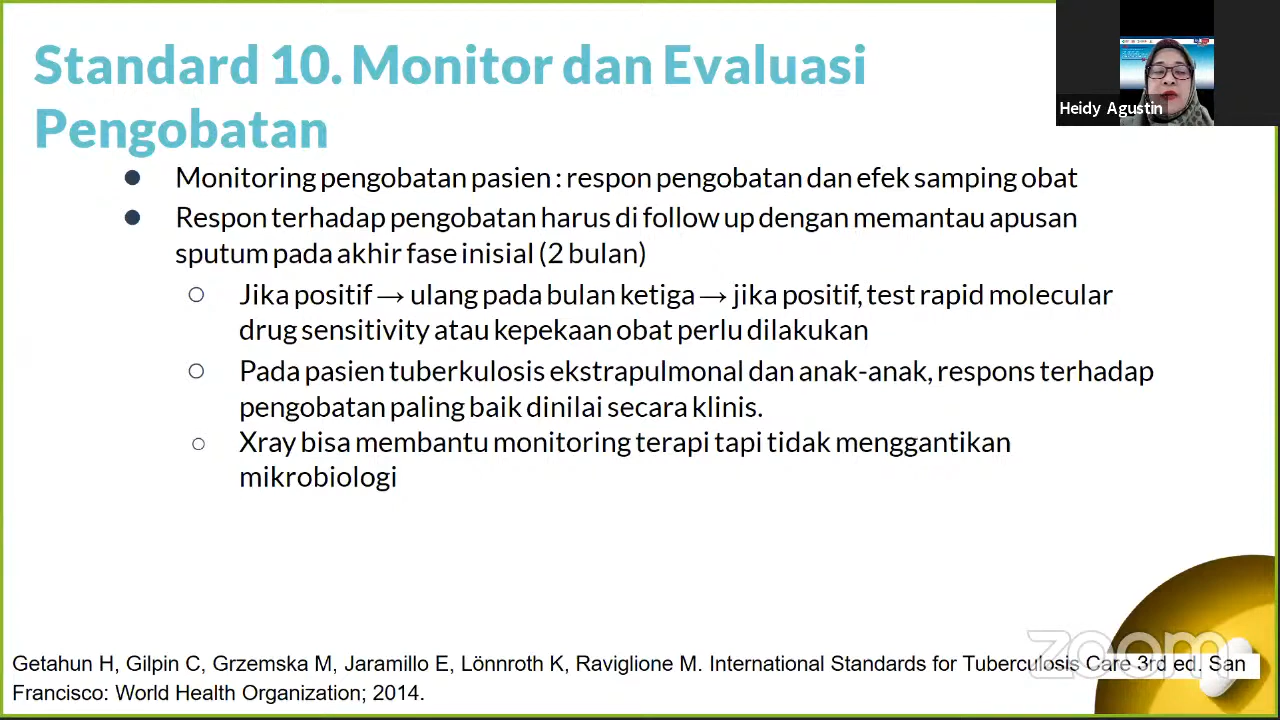 Standard 10. Monitor dan Evaluasi
Pengobatan
Heidy Agustin
● Monitoring pengobatan pasien : respon pengobatan dan efek samping obat
● Respon terhadap pengobatan harus di follow up dengan memantau apusan
sputum pada akhir fase inisial (2 bulan)
○ Jika positif → ulang pada bulan ketiga → jika positif, test rapid molecular
drug sensitivity atau kepekaan obat perlu dilakukan
○ Pada pasien tuberkulosis ekstrapulmonal dan anak-anak, respons terhadap
pengobatan paling baik dinilai secara klinis.
○ Xray bisa membantu monitoring terapi tapi tidak menggantikan
mikrobiologi
zoom
Getahun H, Gilpin C, Grzemska M, Jaramillo E, Lönnroth K, Raviglione M. International Standards for Tuberculosis Care 3rd ed. San
Francisco: World Health Organization; 2014.